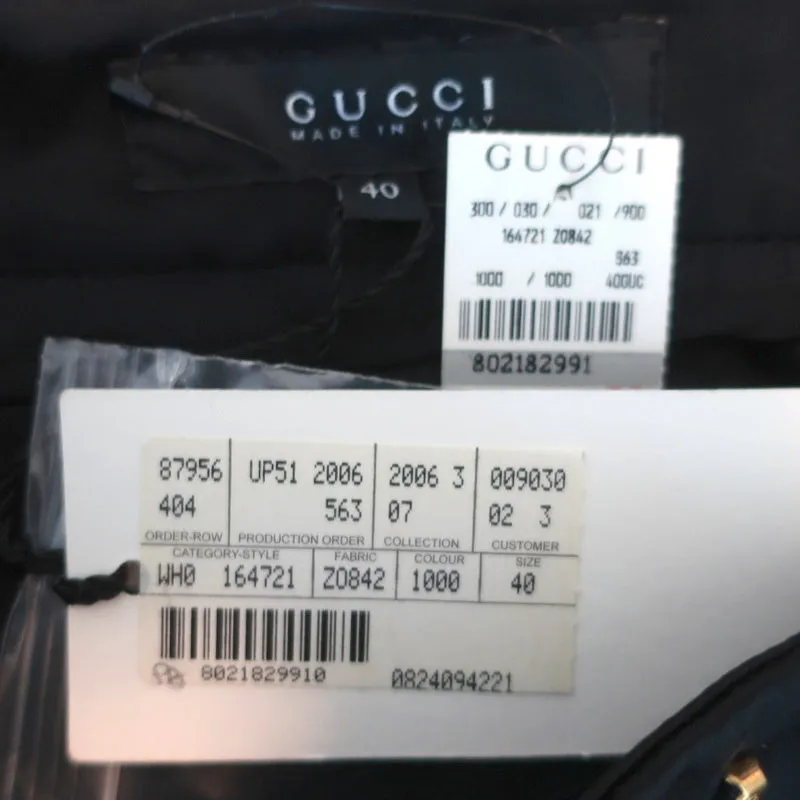 GUCCI
MADE IN ITALY
40
GUCCI
300 / 030 / 021 /900
164721 Z0842
563
1000 / 1000 40GUC
802182991
87956 UP51 2006 2006 3 009030
404 563 07 02 3
ORDER-ROW PRODUCTION ORDER COLLECTION CUSTOMER
CATEGORY-STYLE FABRIC COLOUR SIZE
WH0 164721 Z0842 1000 40
8021829910 0824094221